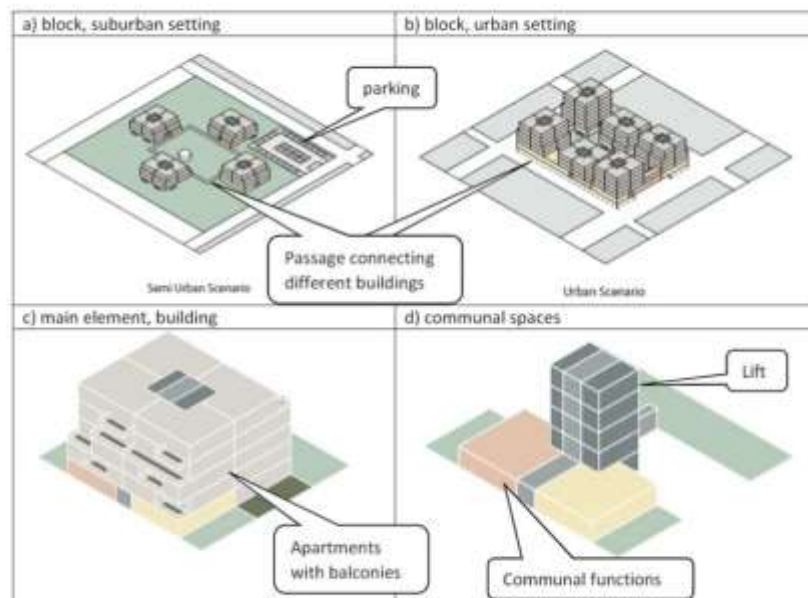 a) block, suburban setting
b) block, urban setting
parking
Passage connecting
different buildings
Semi Urban Scenario
Urban Scenario
c) main element, building
d) communal spaces
Lift
Apartments
with balconies
Communal functions